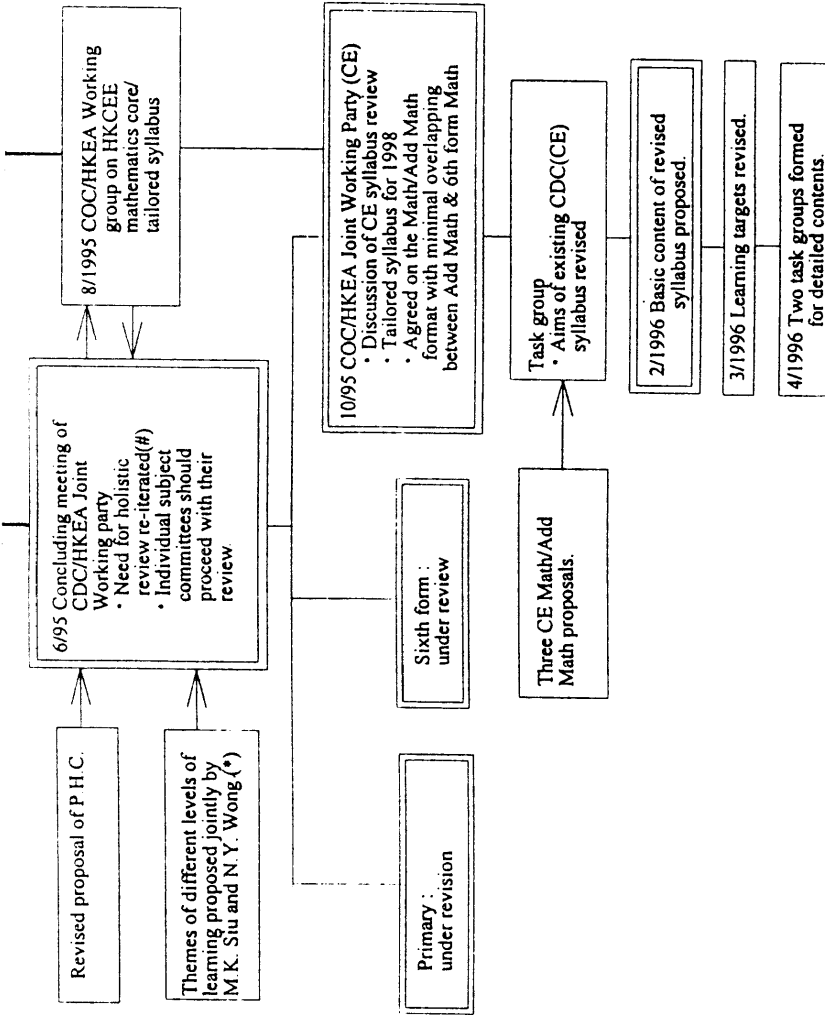 Revised proposal of P.H.C.
Themes of different levels of
learning proposed jointly by
M.K. Siu and N.Y. Wong (*)
6/95 Concluding meeting of
CDC/HKEA Joint
Working party
• Need for holistic
review re-iterated(#)
• Individual subject
committees should
proceed with their
review.
8/1995 COC/HKEA Working
group on HKCEE
mathematics core/
tailored syllabus
Primary :
under revision
Sixth form :
under review
10/95 COC/HKEA Joint Working Party (CE)
• Discussion of CE syllabus review
• Tailored syllabus for 1998
• Agreed on the Math/Add Math
format with minimal overlapping
between Add Math & 6th form Math
Three CE Math/Add
Math proposals.
Task group
• Aims of existing CDC(CE)
syllabus revised
2/1996 Basic content of revised
syllabus proposed.
3/1996 Learning targets revised.
4/1996 Two task groups formed
for detailed contents.